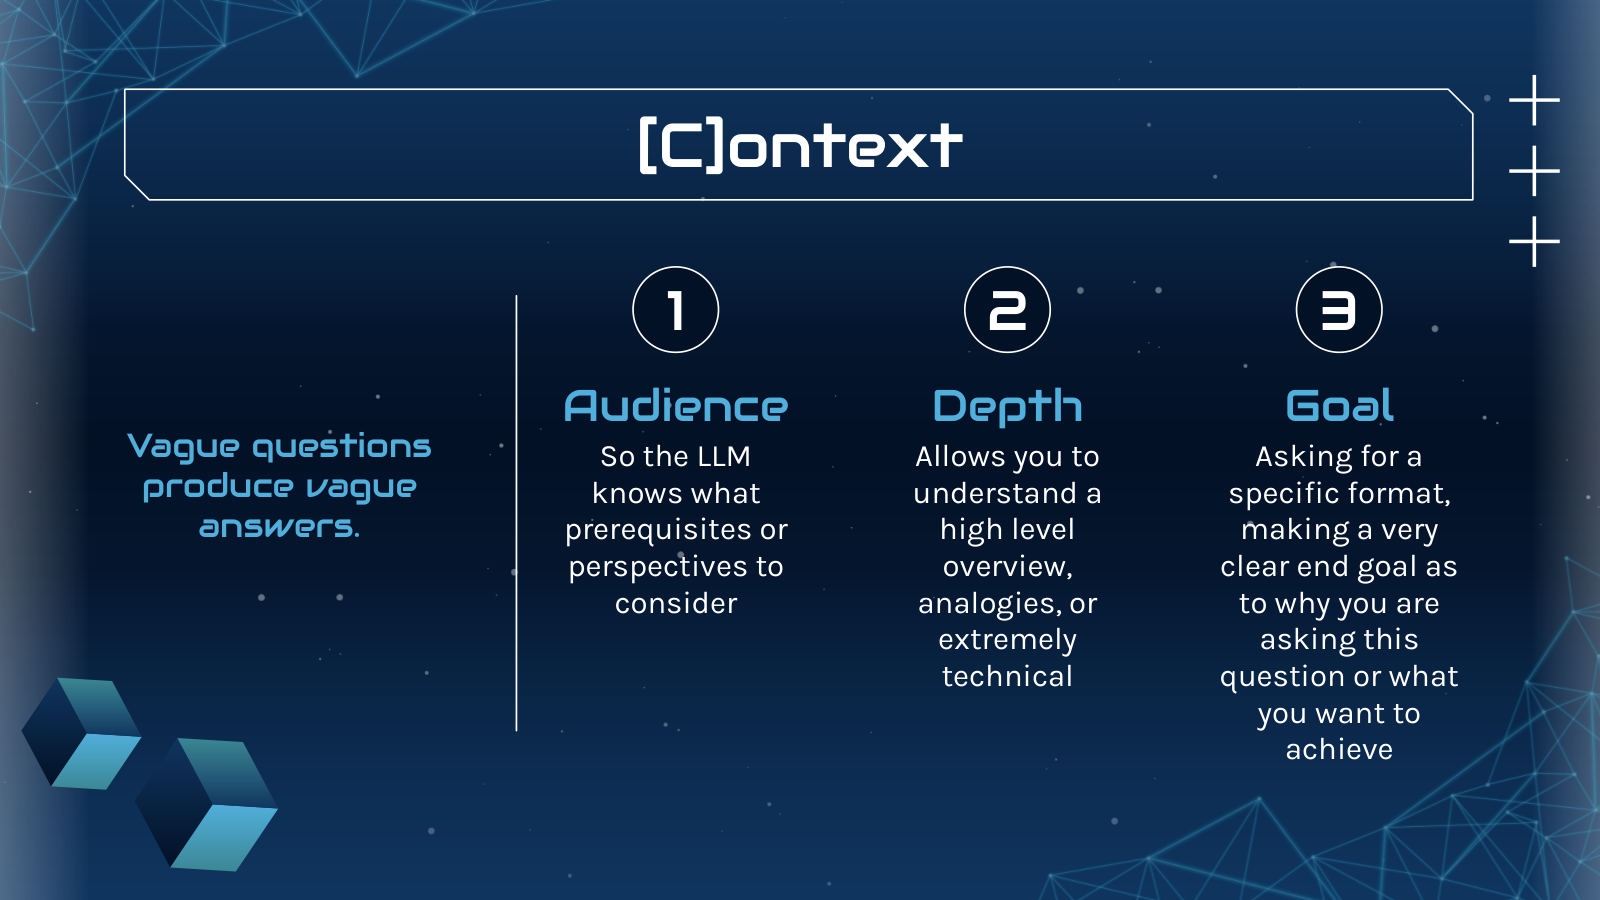 [C]ontext
Vague questions
produce vague
answers.
1
Audience
So the LLM
knows what
prerequisites or
perspectives to
consider
2
Depth
Allows you to
understand a
high level
overview,
analogies, or
extremely
technical
3
Goal
Asking for a
specific format,
making a very
clear end goal as
to why you are
asking this
question or what
you want to
achieve